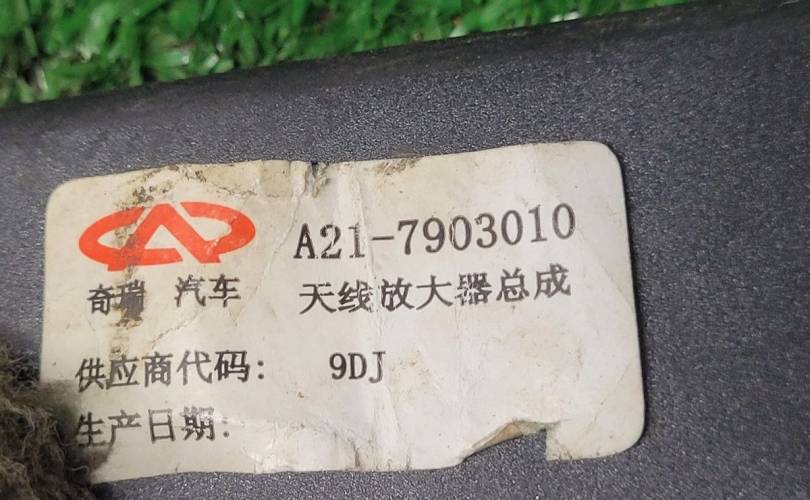 A21-7903010
奇瑞 汽车 天线放大器总成
供应商代码: 9DJ
生产日期: